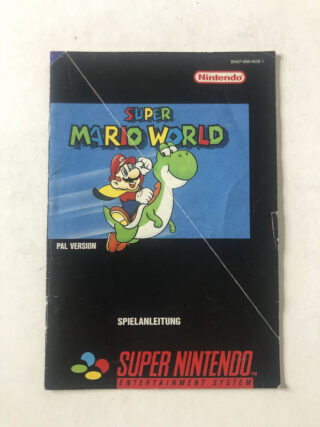 SNSP-MW-NOE-1
Nintendo
SUPER
MARIO WORLD
PAL VERSION
SPIELANLEITUNG
SUPER NINTENDO
ENTERTAINMENT SYSTEM